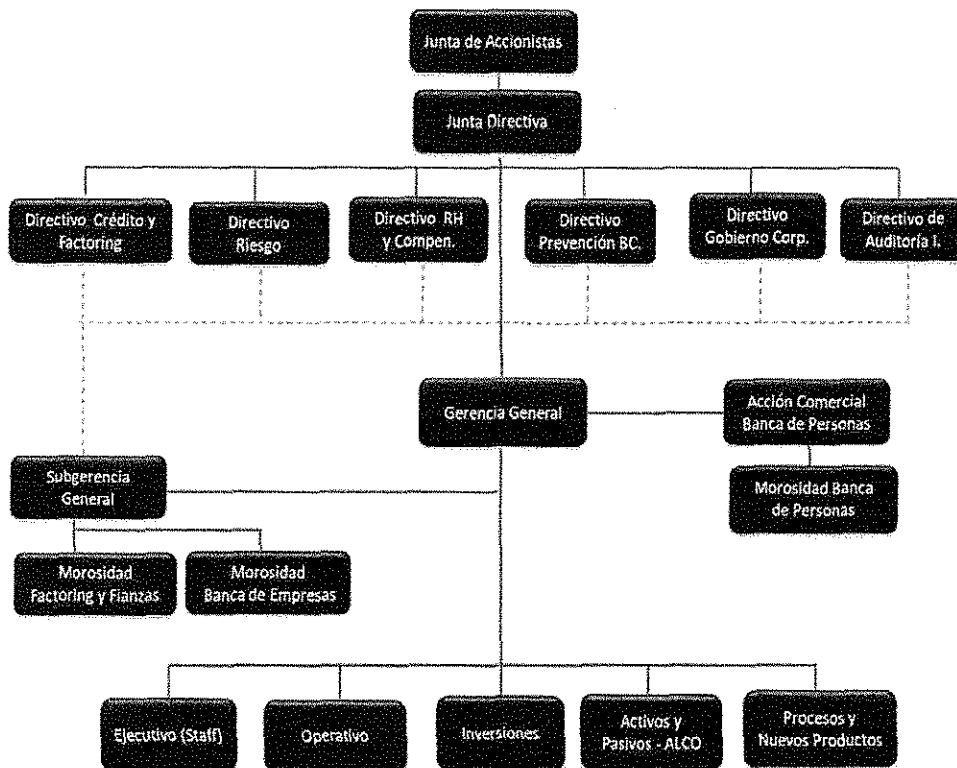 Junta de Accionistas
Junta Directiva
Directivo Crédito y
Factoring
Directivo
Riesgo
Directivo RH
y Compen.
Directivo
Prevención BC.
Directivo
Gobierno Corp.
Directivo de
Auditoría I.
Gerencia General
Acción Comercial
Banca de Personas
Morosidad Banca
de Personas
Subgerencia
General
Morosidad
Factoring y Fianzas
Morosidad
Banca de Empresas
Ejecutivo (Staff)
Operativo
Inversiones
Activos y
Pasivos - ALCO
Procesos y
Nuevos Productos